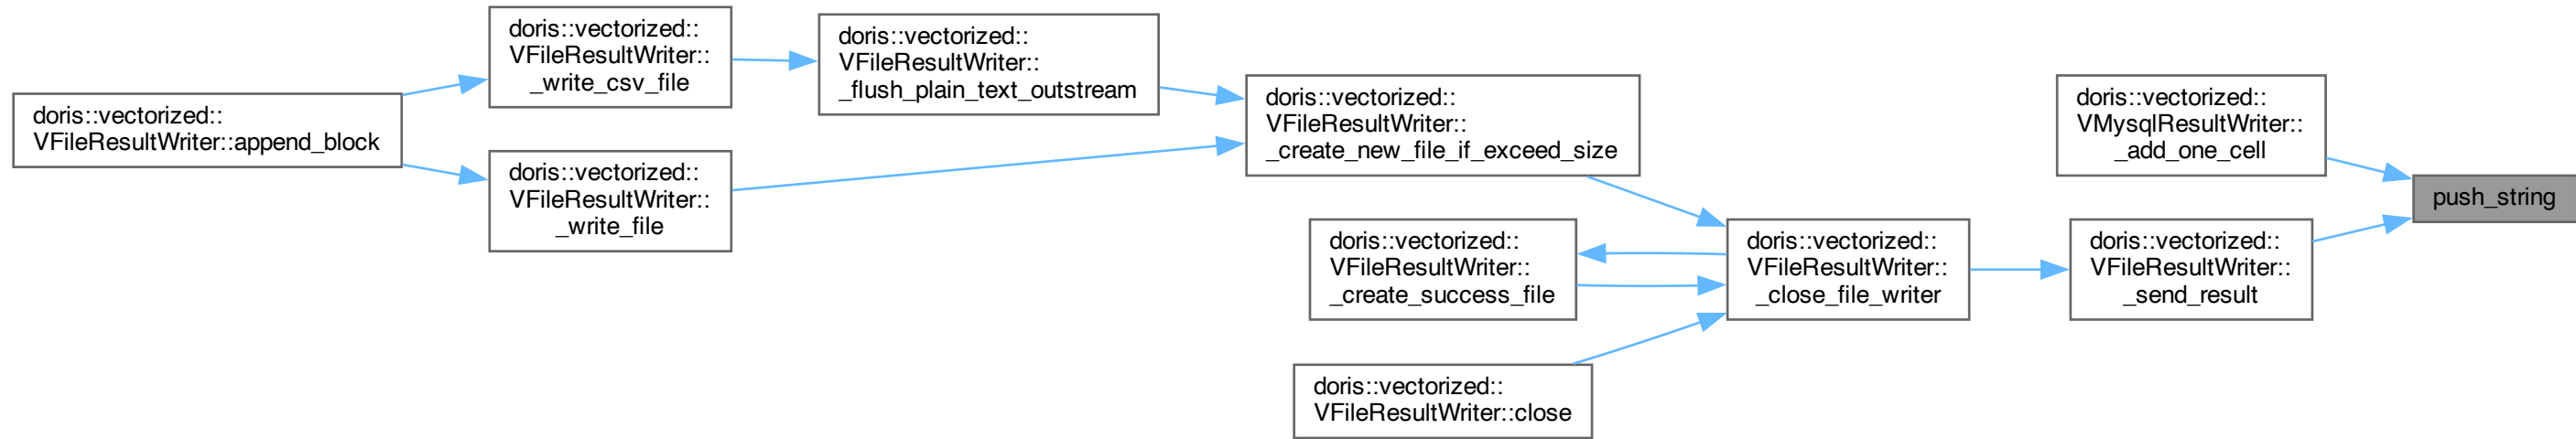 doris::vectorized::
VFileResultWriter::append_block
doris::vectorized::
VFileResultWriter::
_write_csv_file
doris::vectorized::
VFileResultWriter::
_write_file
doris::vectorized::
VFileResultWriter::
_flush_plain_text_outstream
doris::vectorized::
VFileResultWriter::
_create_new_file_if_exceed_size
doris::vectorized::
VFileResultWriter::
_create_success_file
doris::vectorized::
VFileResultWriter::close
doris::vectorized::
VFileResultWriter::
_close_file_writer
doris::vectorized::
VMysqlResultWriter::
_add_one_cell
doris::vectorized::
VFileResultWriter::
_send_result
push_string